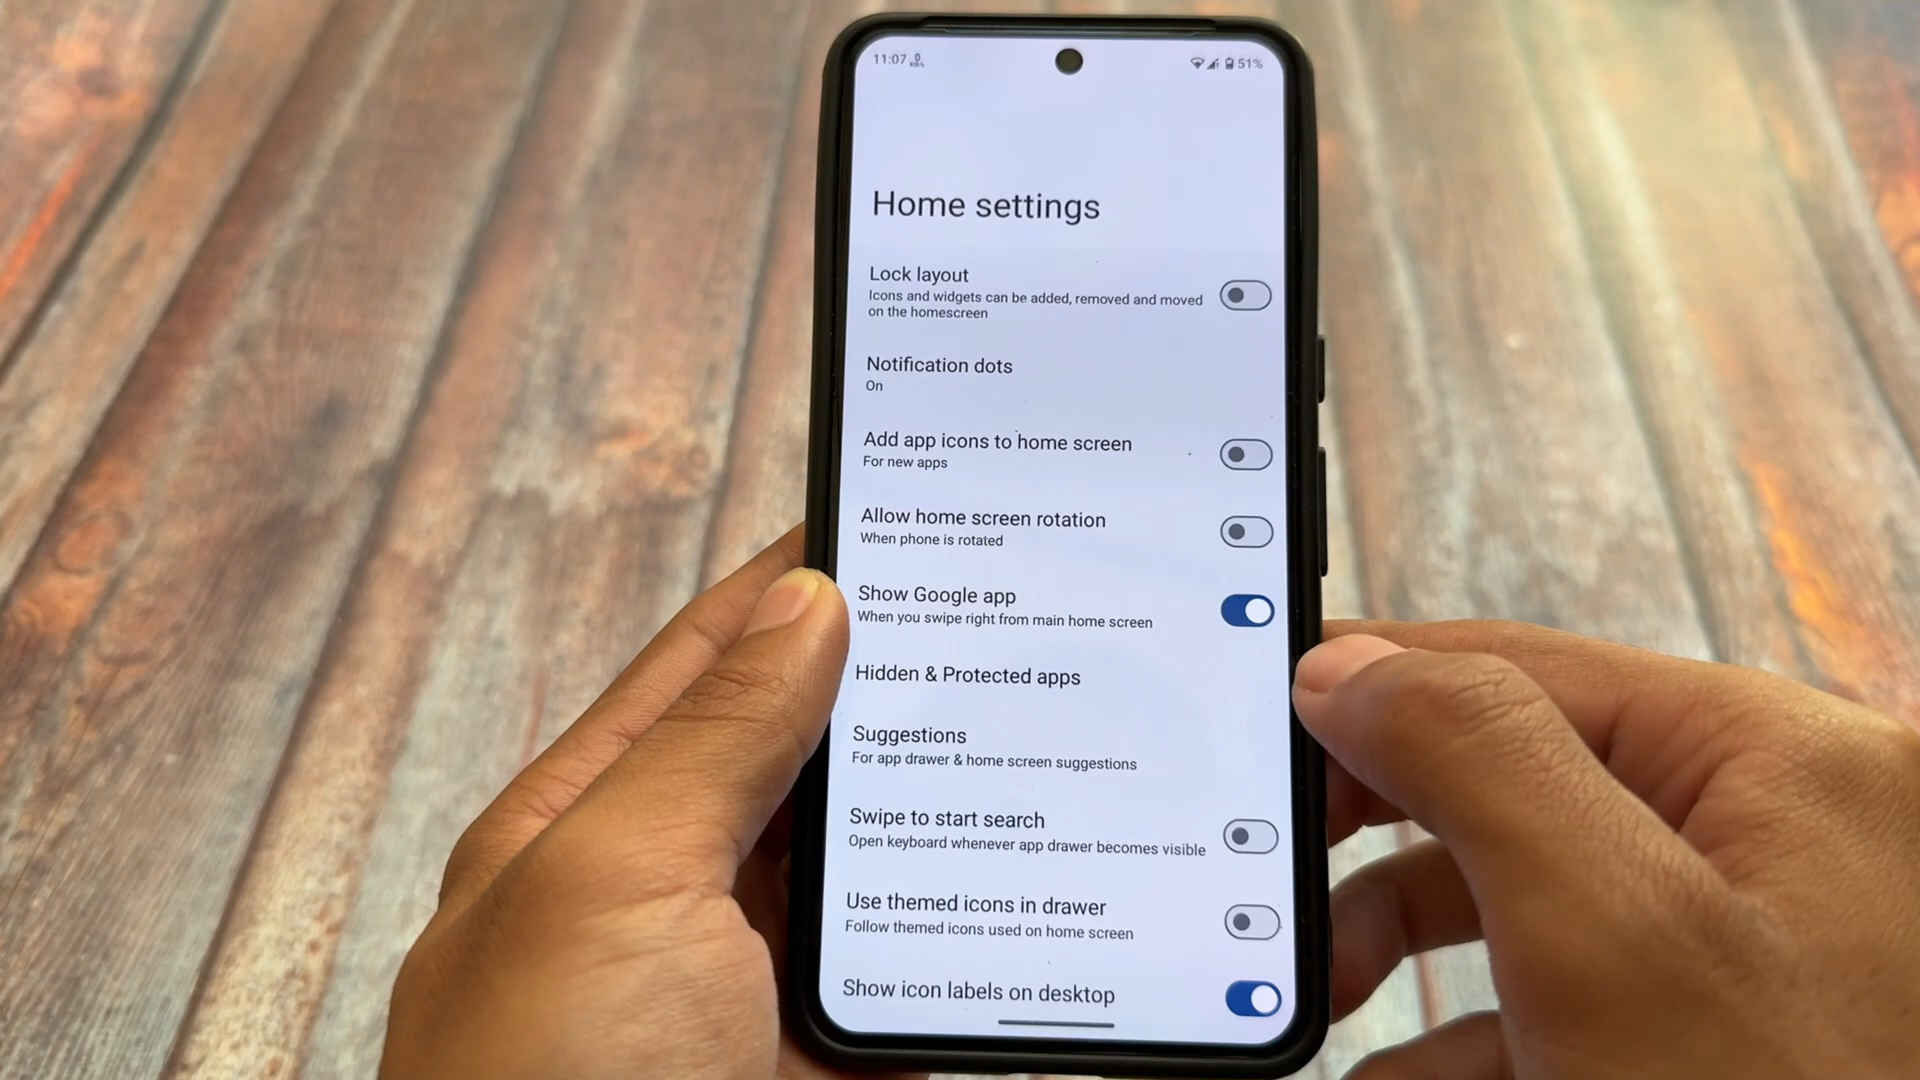 11:07 0 KB/s
51%
Home settings
Lock layout
Icons and widgets can be added, removed and moved
on the homescreen
Notification dots
On
Add app icons to home screen
For new apps
Allow home screen rotation
When phone is rotated
Show Google app
When you swipe right from main home screen
Hidden & Protected apps
Suggestions
For app drawer & home screen suggestions
Swipe to start search
Open keyboard whenever app drawer becomes visible
Use themed icons in drawer
Follow themed icons used on home screen
Show icon labels on desktop